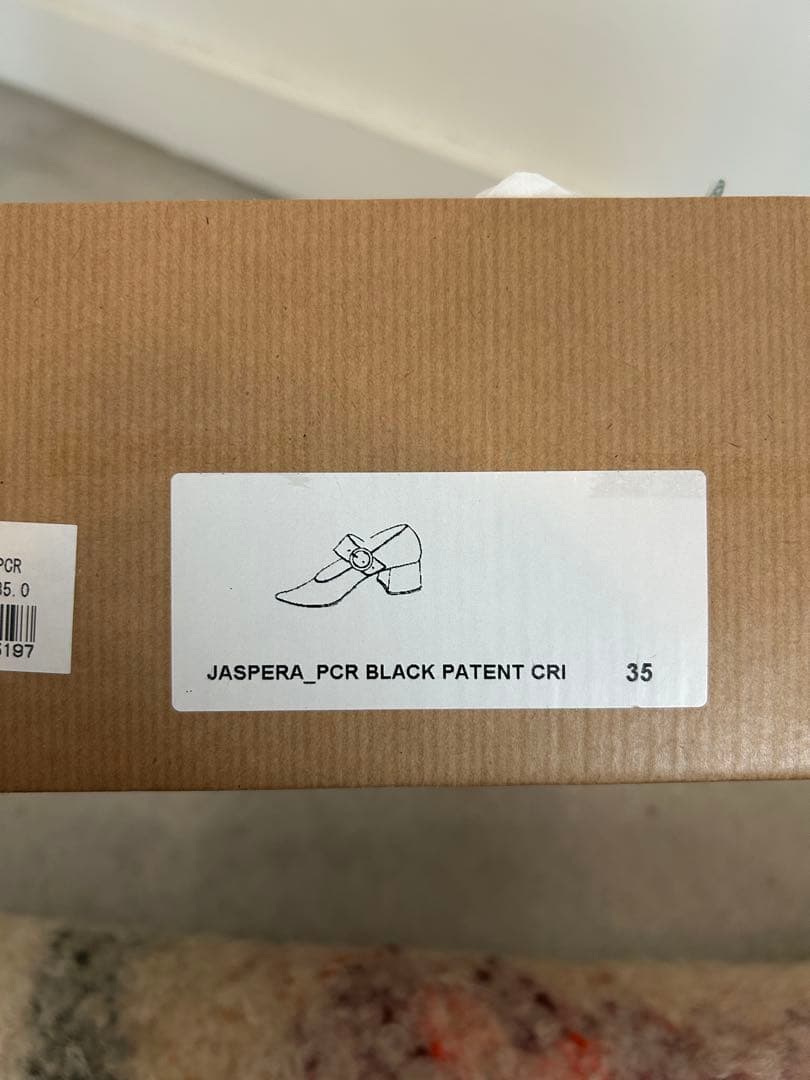 PCR
35.0
5197
JASPERA_PCR BLACK PATENT CRI 35